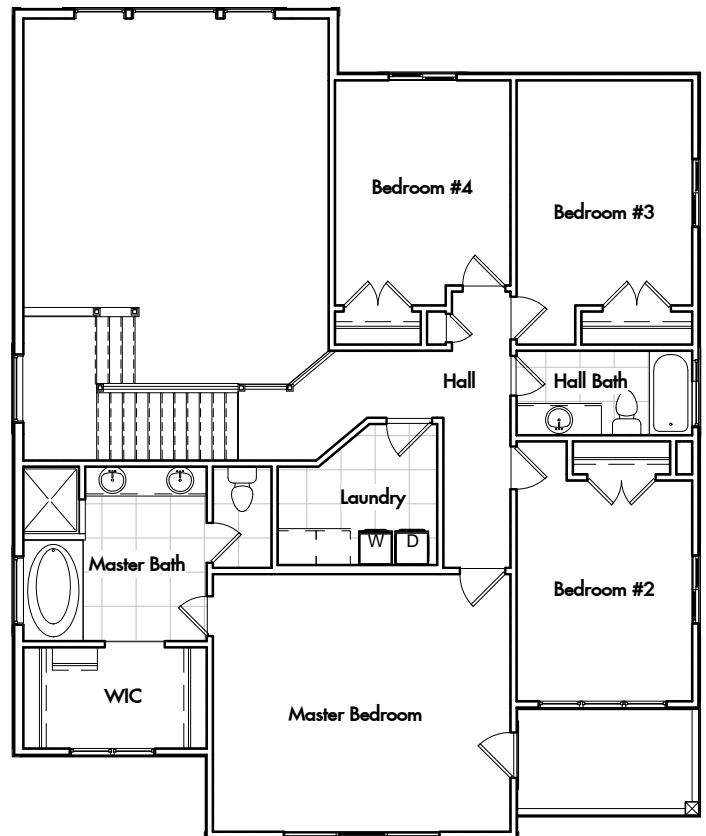 Bedroom #4
Bedroom #3
Hall
Hall Bath
Laundry
W
D
Master Bath
Bedroom #2
WIC
Master Bedroom